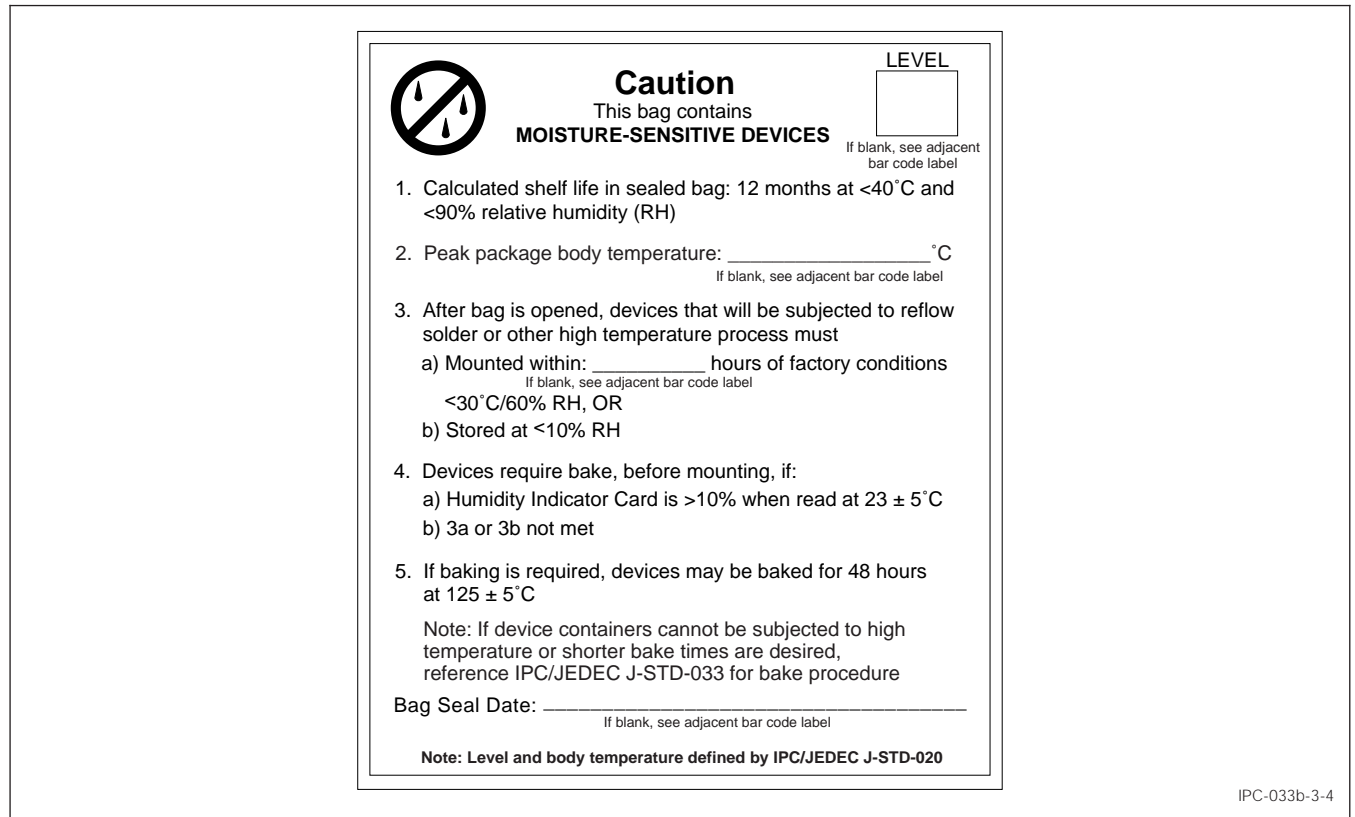 LEVEL
Caution
This bag contains
MOISTURE-SENSITIVE DEVICES
If blank, see adjacent
bar code label
1. Calculated shelf life in sealed bag: 12 months at <40˚C and
<90% relative humidity (RH)
2. Peak package body temperature: __________________˚C
If blank, see adjacent bar code label
3. After bag is opened, devices that will be subjected to reflow
solder or other high temperature process must
a) Mounted within: __________ hours of factory conditions
If blank, see adjacent bar code label
<30˚C/60% RH, OR
b) Stored at <10% RH
4. Devices require bake, before mounting, if:
a) Humidity Indicator Card is >10% when read at 23 ± 5˚C
b) 3a or 3b not met
5. If baking is required, devices may be baked for 48 hours
at 125 ± 5˚C
Note: If device containers cannot be subjected to high
temperature or shorter bake times are desired,
reference IPC/JEDEC J-STD-033 for bake procedure
Bag Seal Date: _____________________________________
If blank, see adjacent bar code label
Note: Level and body temperature defined by IPC/JEDEC J-STD-020
IPC-033b-3-4